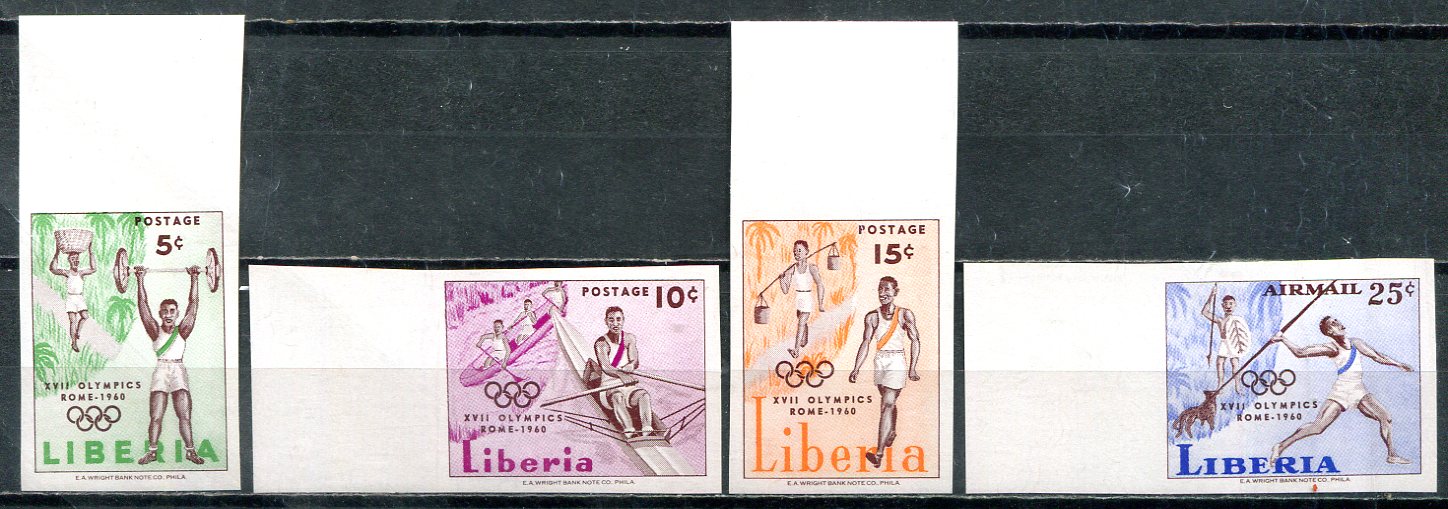 POSTAGE
5¢
XVII OLYMPICS
ROME-1960
LIBERIA
E.A. WRIGHT BANK NOTE CO. PHILA.
POSTAGE 10¢
XVII OLYMPICS
ROME-1960
Liberia
E.A. WRIGHT BANK NOTE CO. PHILA.
POSTAGE
15¢
XVII OLYMPICS
ROME-1960
Liberia
E.A. WRIGHT BANK NOTE CO. PHILA.
AIRMAIL 25¢
XVII OLYMPICS
ROME-1960
LIBERIA
E.A. WRIGHT BANK NOTE CO. PHILA.